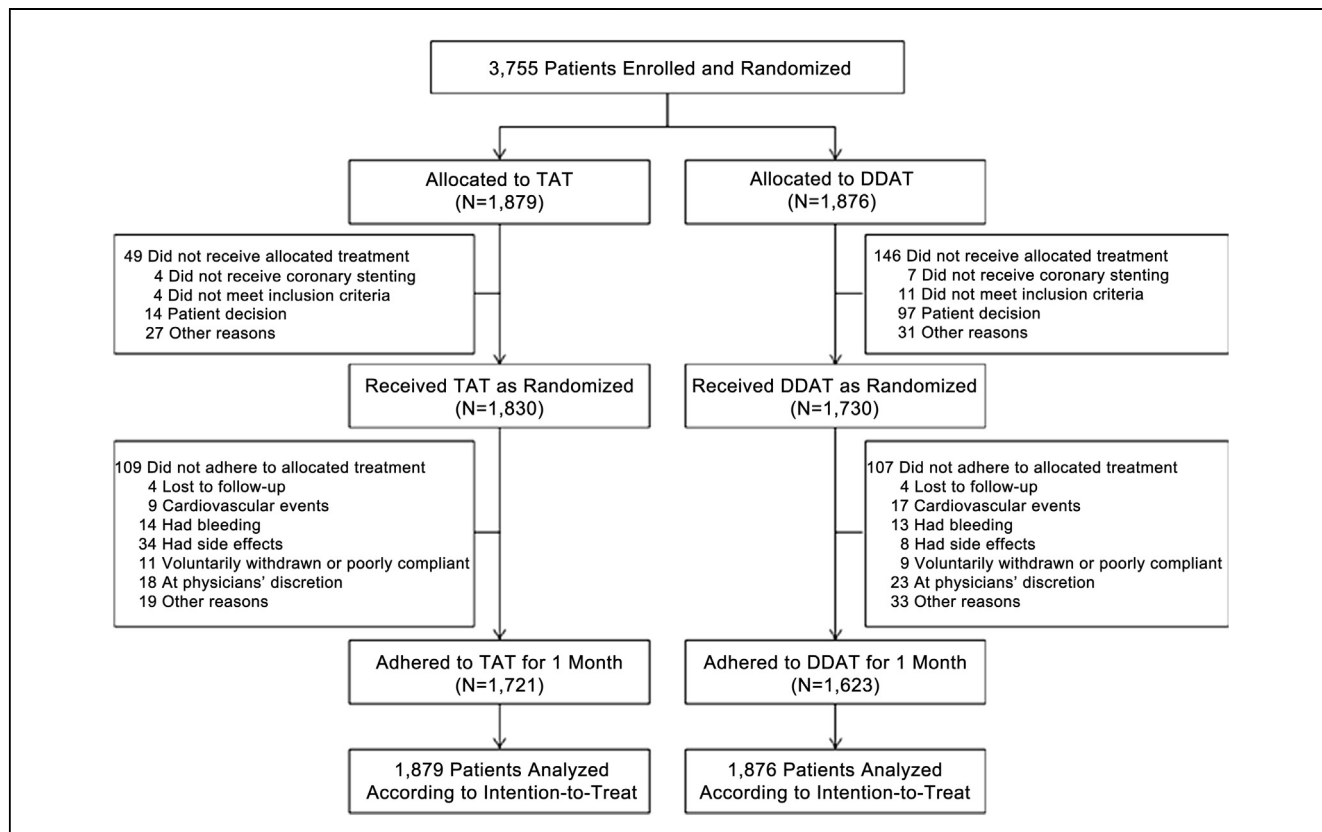 3,755 Patients Enrolled and Randomized
Allocated to TAT
(N=1,879)
Allocated to DDAT
(N=1,876)
49 Did not receive allocated treatment
4 Did not receive coronary stenting
4 Did not meet inclusion criteria
14 Patient decision
27 Other reasons
146 Did not receive allocated treatment
7 Did not receive coronary stenting
11 Did not meet inclusion criteria
97 Patient decision
31 Other reasons
Received TAT as Randomized
(N=1,830)
Received DDAT as Randomized
(N=1,730)
109 Did not adhere to allocated treatment
4 Lost to follow-up
9 Cardiovascular events
14 Had bleeding
34 Had side effects
11 Voluntarily withdrawn or poorly compliant
18 At physicians’ discretion
19 Other reasons
107 Did not adhere to allocated treatment
4 Lost to follow-up
17 Cardiovascular events
13 Had bleeding
8 Had side effects
9 Voluntarily withdrawn or poorly compliant
23 At physicians’ discretion
33 Other reasons
Adhered to TAT for 1 Month
(N=1,721)
Adhered to DDAT for 1 Month
(N=1,623)
1,879 Patients Analyzed
According to Intention-to-Treat
1,876 Patients Analyzed
According to Intention-to-Treat